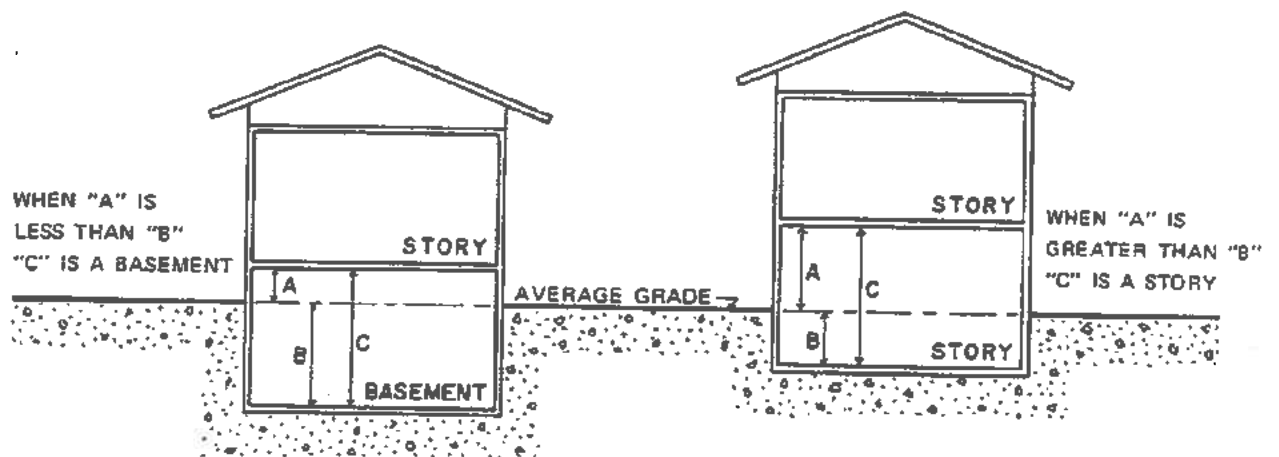 WHEN "A" IS
LESS THAN "B"
"C" IS A BASEMENT
STORY
A
B
C
BASEMENT
AVERAGE GRADE
STORY
A
C
B
STORY
WHEN "A" IS
GREATER THAN "B"
"C" IS A STORY